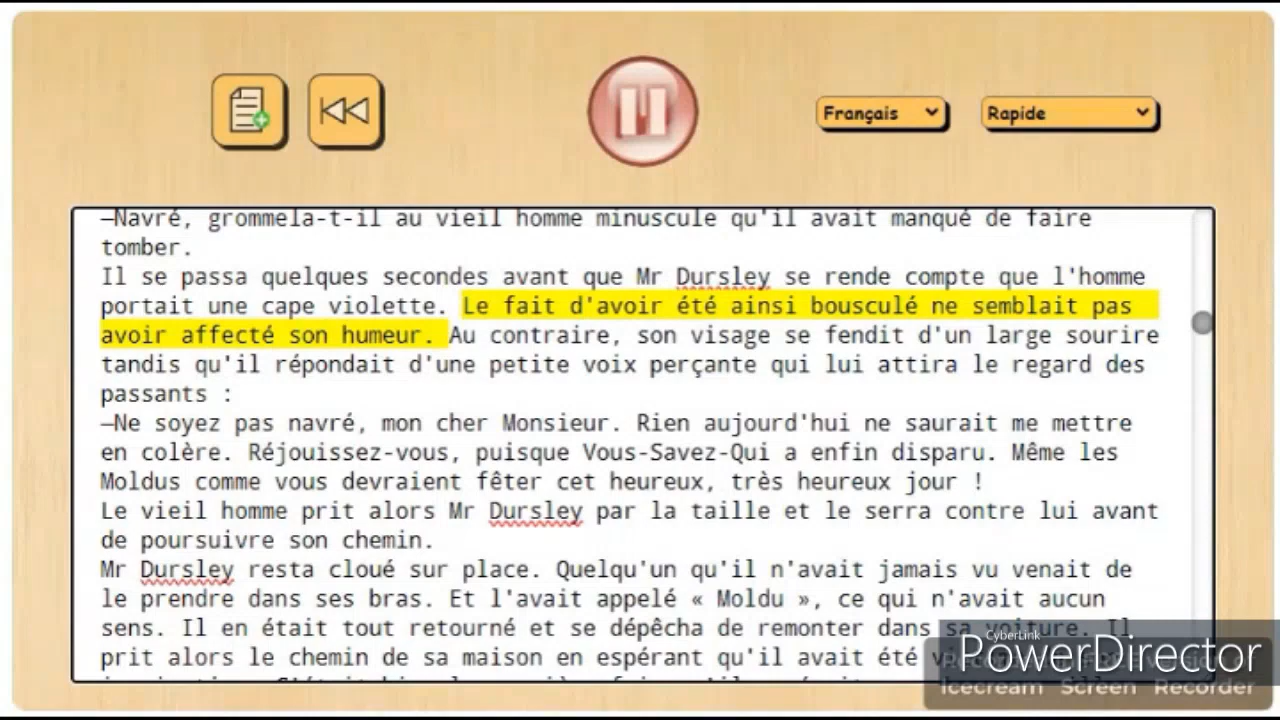 Français
Rapide
—Navré, grommela-t-il au vieil homme minuscule qu'il avait manqué de faire
tomber.
Il se passa quelques secondes avant que Mr Dursley se rende compte que l'homme
portait une cape violette. Le fait d'avoir été ainsi bousculé ne semblait pas
avoir affecté son humeur. Au contraire, son visage se fendit d'un large sourire
tandis qu'il répondait d'une petite voix perçante qui lui attira le regard des
passants :
—Ne soyez pas navré, mon cher Monsieur. Rien aujourd'hui ne saurait me mettre
en colère. Réjouissez-vous, puisque Vous-Savez-Qui a enfin disparu. Même les
Moldus comme vous devraient fêter cet heureux, très heureux jour !
Le vieil homme prit alors Mr Dursley par la taille et le serra contre lui avant
de poursuivre son chemin.
Mr Dursley resta cloué sur place. Quelqu'un qu'il n'avait jamais vu venait de
le prendre dans ses bras. Et l'avait appelé « Moldu », ce qui n'avait aucun
sens. Il en était tout retourné et se dépêcha de remonter dans sa voiture. Il
prit alors le chemin de sa maison en espérant qu'il avait été
CyberLink
PowerDirector
Icecream Screen Recorder